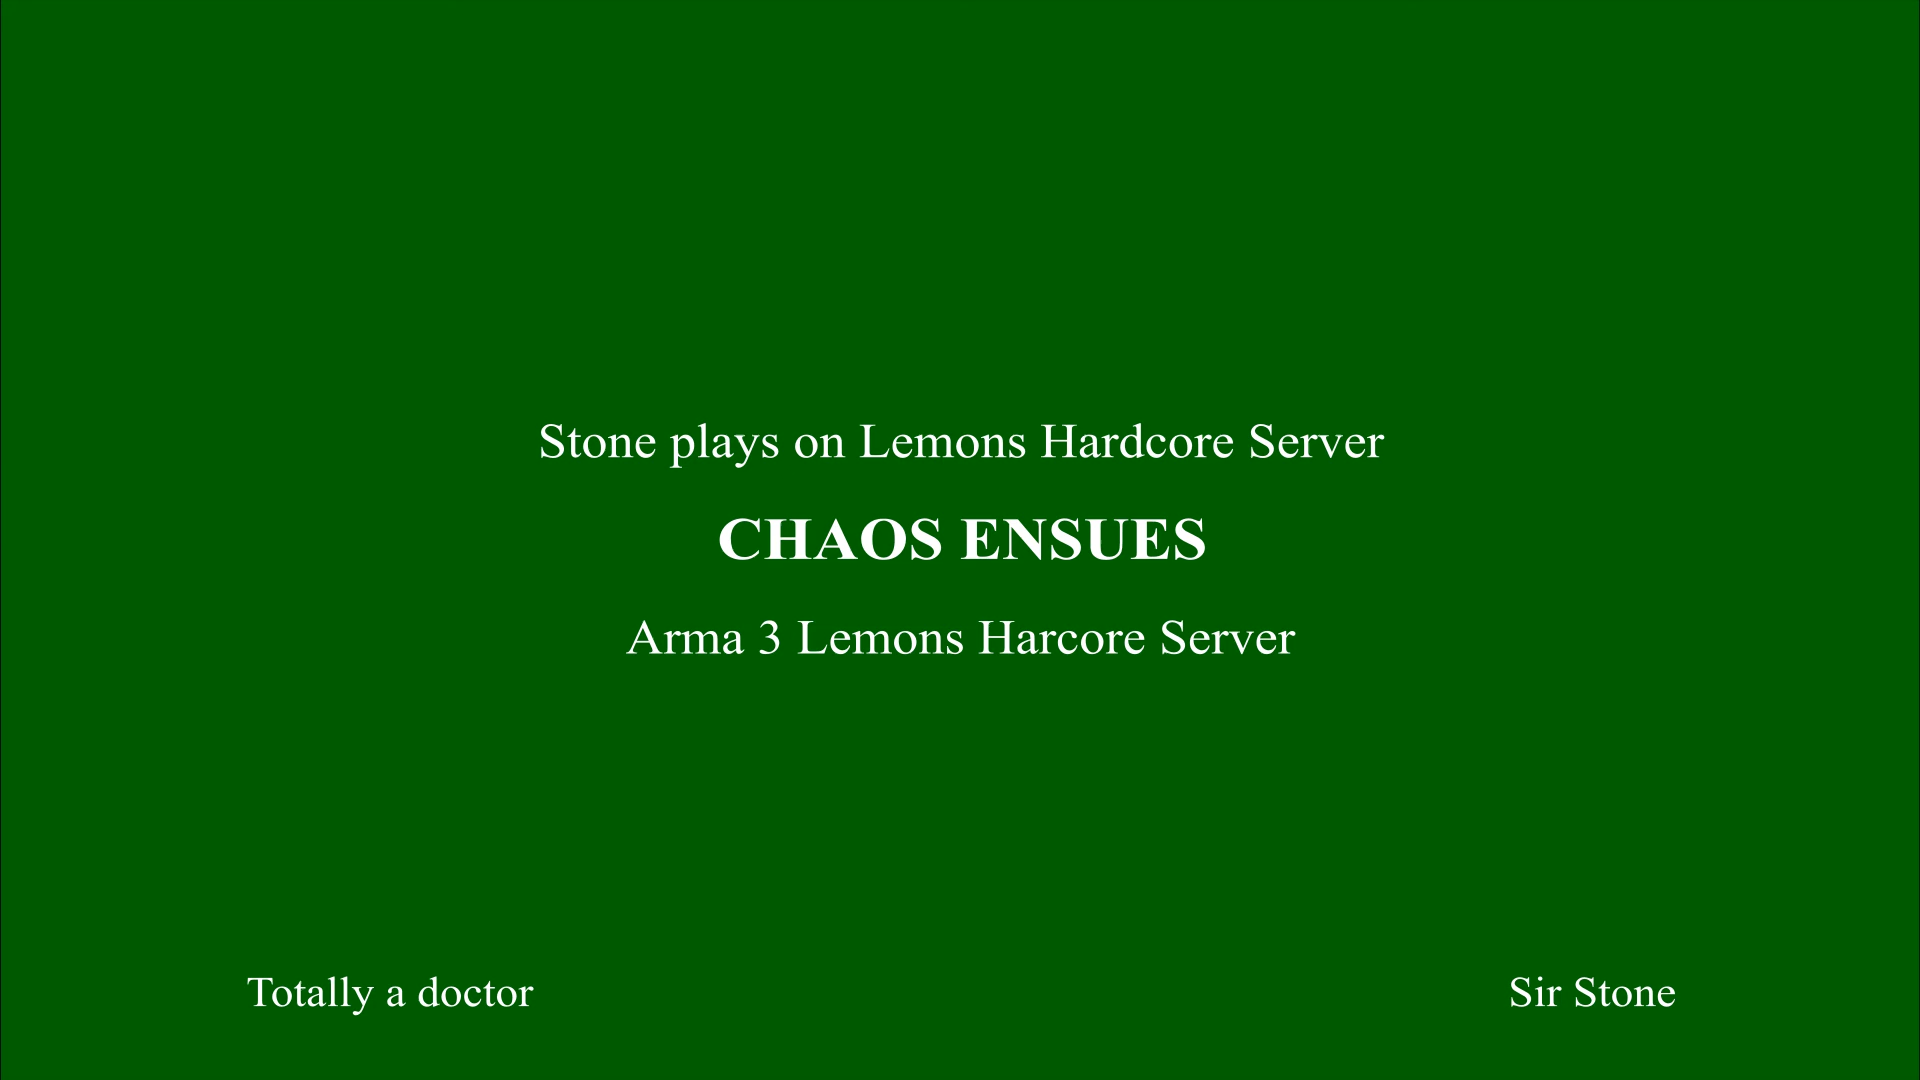 Stone plays on Lemons Hardcore Server
CHAOS ENSUES
Arma 3 Lemons Harcore Server
Totally a doctor
Sir Stone